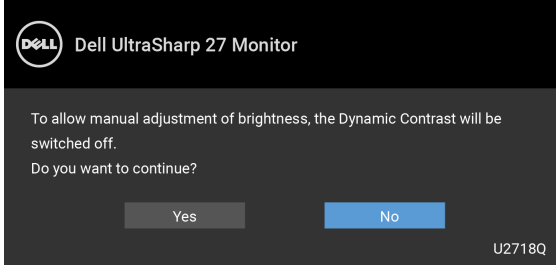 DELL
Dell UltraSharp 27 Monitor
To allow manual adjustment of brightness, the Dynamic Contrast will be
switched off.
Do you want to continue?
Yes
No
U2718Q